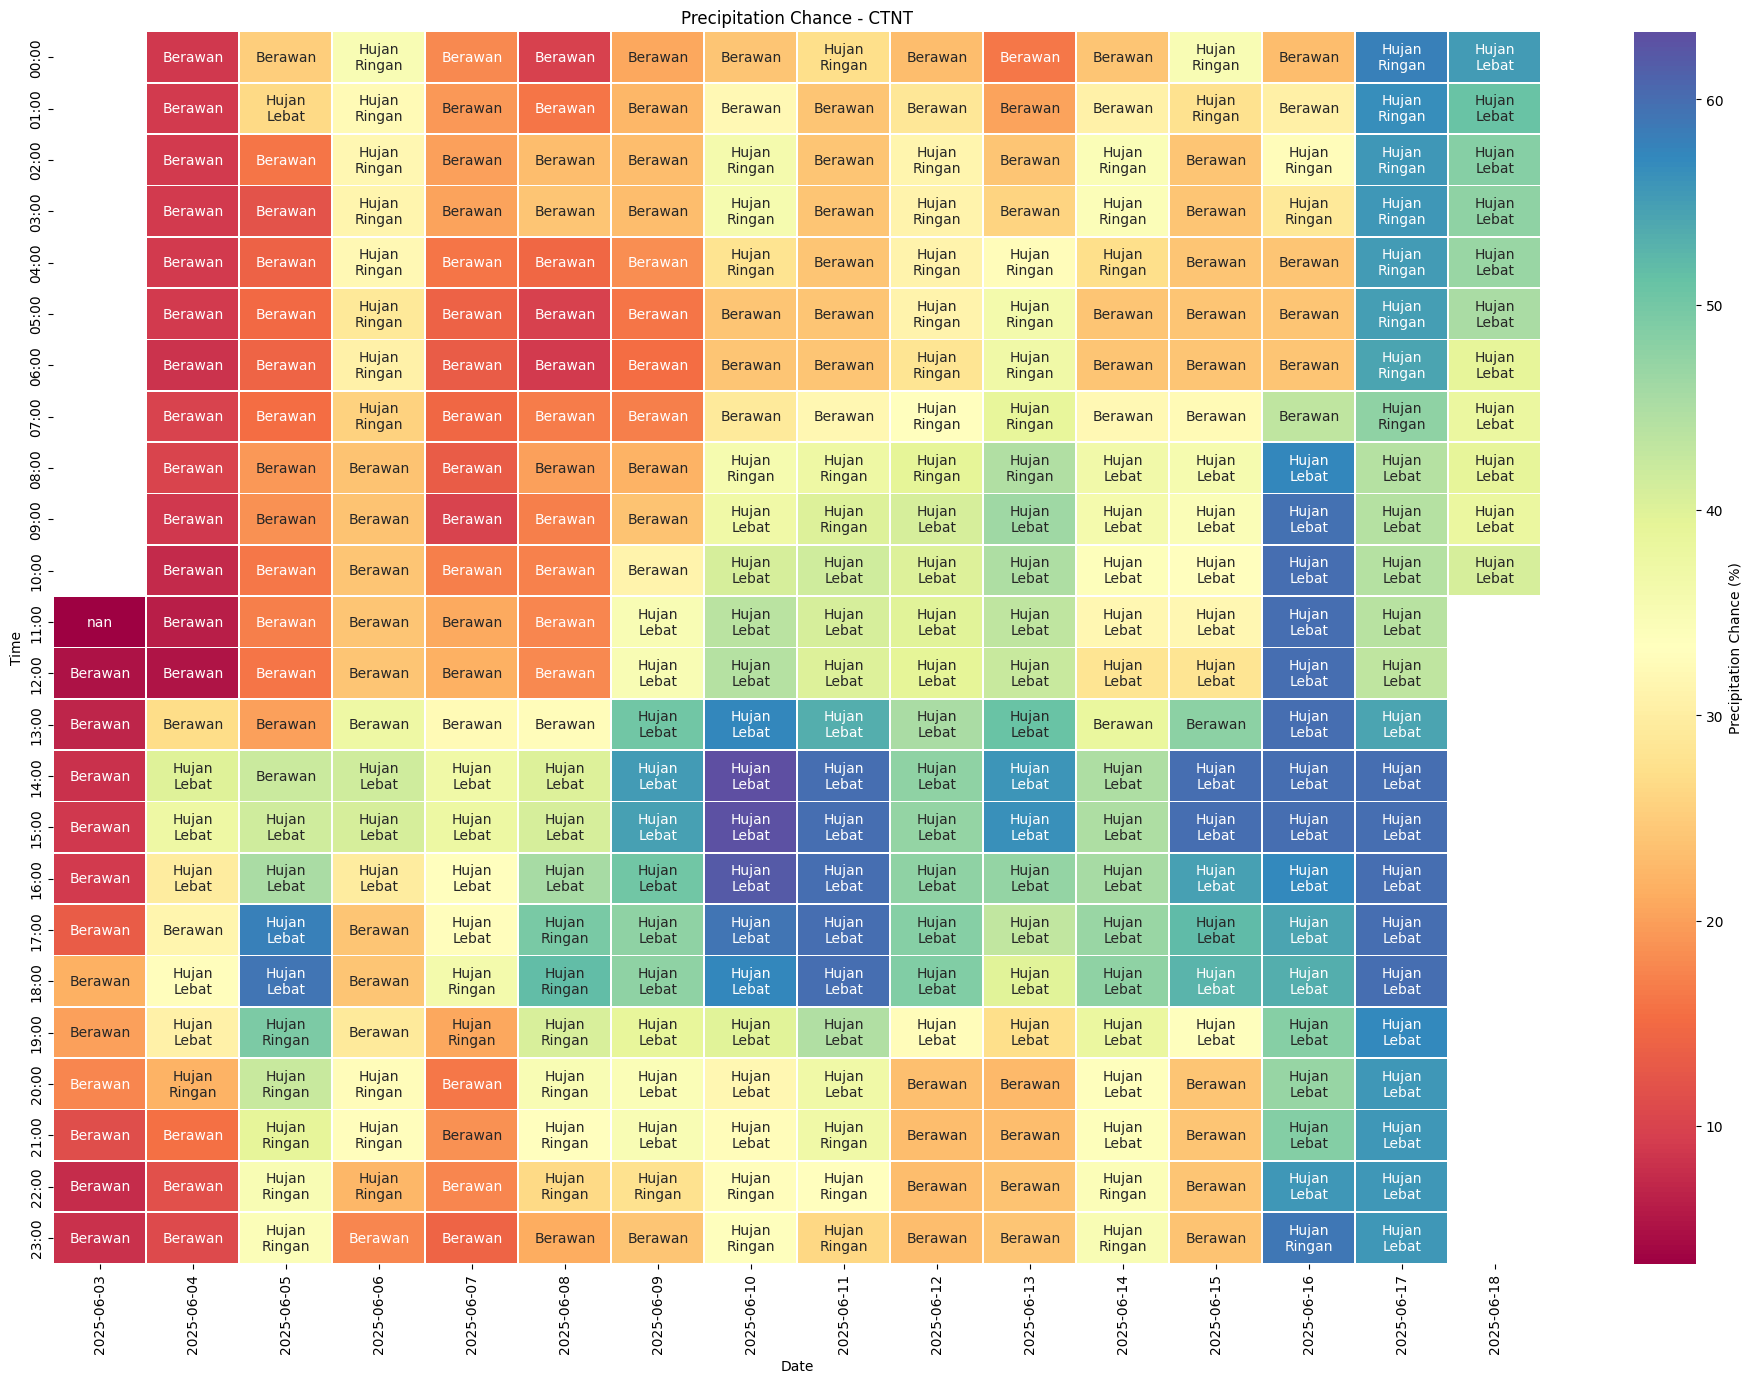 Precipitation Chance - CTNT
00:00 Berawan Berawan Hujan Ringan Berawan Berawan Berawan Berawan Hujan Ringan Berawan Berawan Berawan Hujan Ringan Berawan Hujan Ringan Hujan Lebat
01:00 Berawan Hujan Lebat Hujan Ringan Berawan Berawan Berawan Berawan Berawan Berawan Berawan Berawan Hujan Ringan Berawan Hujan Ringan Hujan Lebat
02:00 Berawan Berawan Hujan Ringan Berawan Berawan Berawan Hujan Ringan Berawan Hujan Ringan Berawan Hujan Ringan Berawan Hujan Ringan Hujan Ringan Hujan Lebat
03:00 Berawan Berawan Hujan Ringan Berawan Berawan Berawan Hujan Ringan Berawan Hujan Ringan Berawan Hujan Ringan Berawan Hujan Ringan Hujan Ringan Hujan Lebat
04:00 Berawan Berawan Hujan Ringan Berawan Berawan Berawan Hujan Ringan Berawan Hujan Ringan Hujan Ringan Hujan Ringan Berawan Berawan Hujan Ringan Hujan Lebat
05:00 Berawan Berawan Hujan Ringan Berawan Berawan Berawan Berawan Berawan Hujan Ringan Hujan Ringan Berawan Berawan Berawan Hujan Ringan Hujan Lebat
06:00 Berawan Berawan Hujan Ringan Berawan Berawan Berawan Berawan Berawan Hujan Ringan Hujan Ringan Berawan Berawan Berawan Hujan Ringan Hujan Lebat
07:00 Berawan Berawan Hujan Ringan Berawan Berawan Berawan Berawan Berawan Hujan Ringan Hujan Ringan Berawan Berawan Berawan Hujan Ringan Hujan Lebat
08:00 Berawan Berawan Berawan Berawan Berawan Berawan Hujan Ringan Hujan Ringan Hujan Ringan Hujan Ringan Hujan Lebat Hujan Lebat Hujan Lebat Hujan Lebat Hujan Lebat
09:00 Berawan Berawan Berawan Berawan Berawan Berawan Hujan Lebat Hujan Ringan Hujan Lebat Hujan Lebat Hujan Lebat Hujan Lebat Hujan Lebat Hujan Lebat Hujan Lebat
10:00 Berawan Berawan Berawan Berawan Berawan Berawan Hujan Lebat Hujan Lebat Hujan Lebat Hujan Lebat Hujan Lebat Hujan Lebat Hujan Lebat Hujan Lebat Hujan Lebat
11:00 nan Berawan Berawan Berawan Berawan Berawan Hujan Lebat Hujan Lebat Hujan Lebat Hujan Lebat Hujan Lebat Hujan Lebat Hujan Lebat Hujan Lebat Hujan Lebat
12:00 Berawan Berawan Berawan Berawan Berawan Berawan Hujan Lebat Hujan Lebat Hujan Lebat Hujan Lebat Hujan Lebat Hujan Lebat Hujan Lebat Hujan Lebat Hujan Lebat
13:00 Berawan Berawan Berawan Berawan Berawan Berawan Hujan Lebat Hujan Lebat Hujan Lebat Hujan Lebat Hujan Lebat Berawan Berawan Hujan Lebat Hujan Lebat
14:00 Berawan Hujan Lebat Berawan Hujan Lebat Hujan Lebat Hujan Lebat Hujan Lebat Hujan Lebat Hujan Lebat Hujan Lebat Hujan Lebat Hujan Lebat Hujan Lebat Hujan Lebat Hujan Lebat
15:00 Berawan Hujan Lebat Hujan Lebat Hujan Lebat Hujan Lebat Hujan Lebat Hujan Lebat Hujan Lebat Hujan Lebat Hujan Lebat Hujan Lebat Hujan Lebat Hujan Lebat Hujan Lebat Hujan Lebat
16:00 Berawan Hujan Lebat Hujan Lebat Hujan Lebat Hujan Lebat Hujan Lebat Hujan Lebat Hujan Lebat Hujan Lebat Hujan Lebat Hujan Lebat Hujan Lebat Hujan Lebat Hujan Lebat Hujan Lebat
17:00 Berawan Berawan Hujan Lebat Berawan Hujan Lebat Hujan Ringan Hujan Lebat Hujan Lebat Hujan Lebat Hujan Lebat Hujan Lebat Hujan Lebat Hujan Lebat Hujan Lebat Hujan Lebat
18:00 Berawan Hujan Lebat Hujan Lebat Berawan Hujan Ringan Hujan Ringan Hujan Lebat Hujan Lebat Hujan Lebat Hujan Lebat Hujan Lebat Hujan Lebat Hujan Lebat Hujan Lebat Hujan Lebat
19:00 Berawan Hujan Lebat Hujan Ringan Berawan Hujan Ringan Hujan Ringan Hujan Lebat Hujan Lebat Hujan Lebat Hujan Lebat Hujan Lebat Hujan Lebat Hujan Lebat Hujan Lebat Hujan Lebat
20:00 Berawan Hujan Ringan Hujan Ringan Hujan Ringan Berawan Hujan Ringan Hujan Lebat Hujan Lebat Hujan Lebat Berawan Berawan Hujan Lebat Berawan Hujan Lebat Hujan Lebat
21:00 Berawan Berawan Hujan Ringan Hujan Ringan Berawan Hujan Ringan Hujan Lebat Hujan Lebat Hujan Ringan Berawan Berawan Hujan Lebat Berawan Hujan Lebat Hujan Lebat
22:00 Berawan Berawan Hujan Ringan Hujan Ringan Berawan Hujan Ringan Hujan Ringan Hujan Ringan Hujan Ringan Berawan Berawan Hujan Ringan Berawan Hujan Lebat Hujan Lebat
23:00 Berawan Berawan Hujan Ringan Berawan Berawan Berawan Berawan Hujan Ringan Hujan Ringan Berawan Berawan Hujan Ringan Berawan Hujan Ringan Hujan Lebat
2025-06-03 2025-06-04 2025-06-05 2025-06-06 2025-06-07 2025-06-08 2025-06-09 2025-06-10 2025-06-11 2025-06-12 2025-06-13 2025-06-14 2025-06-15 2025-06-16 2025-06-17 2025-06-18
Time
Date
60
50
40
30
20
10
Precipitation Chance (%)